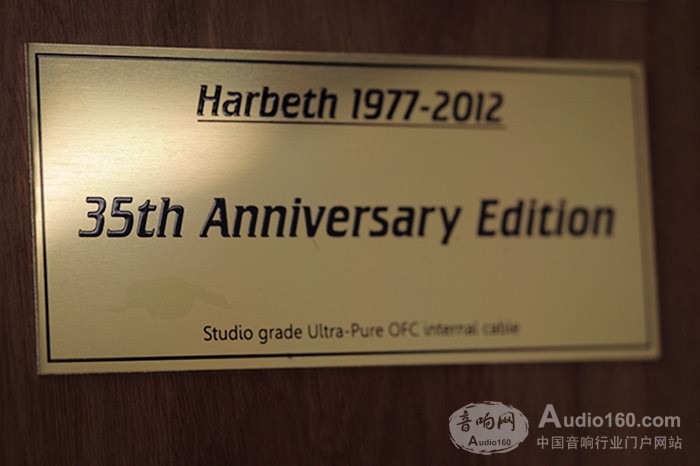 Harbeth 1977-2012
35th Anniversary Edition
Studio grade Ultra-Pure OFC internal cable
音响网
Audio160
Audio160.com
中国音响行业门户网站